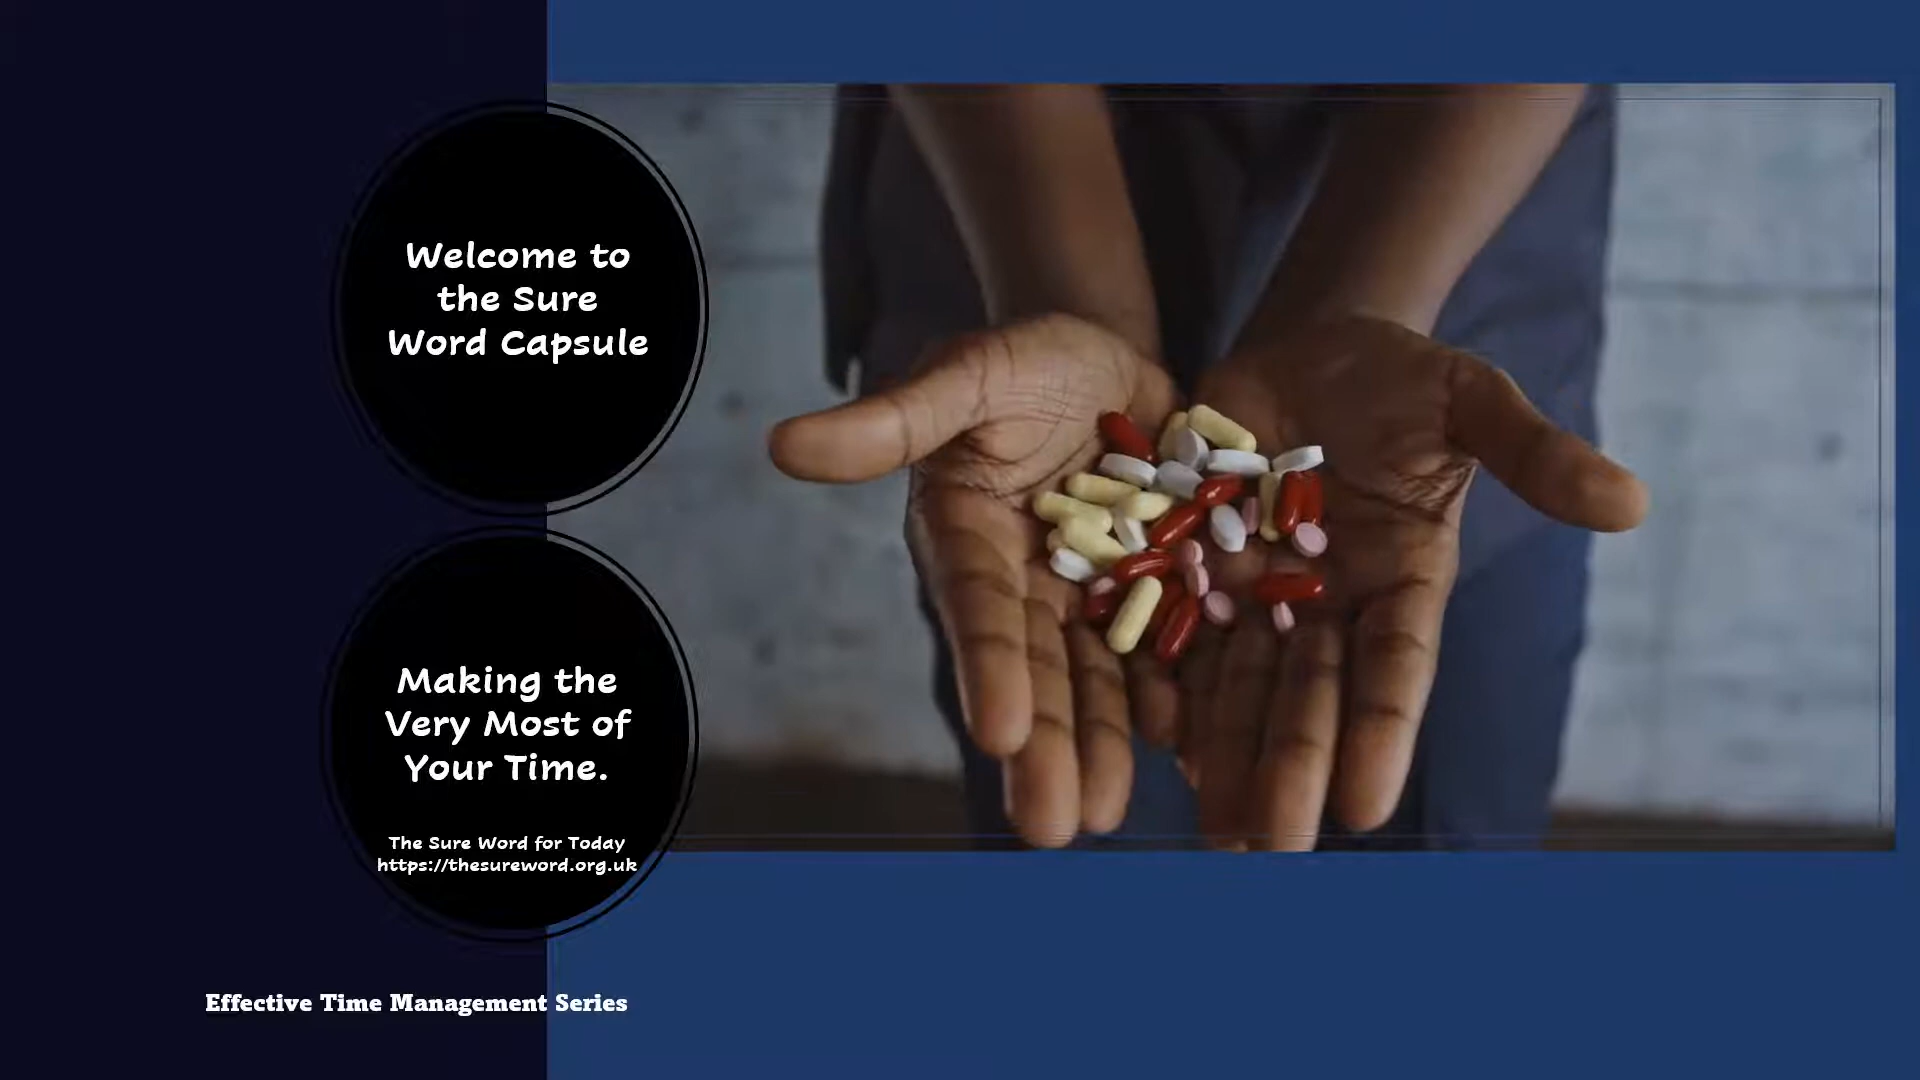 Welcome to
the Sure
Word Capsule
Making the
Very Most of
Your Time.
The Sure Word for Today
https://thesureword.org.uk
Effective Time Management Series